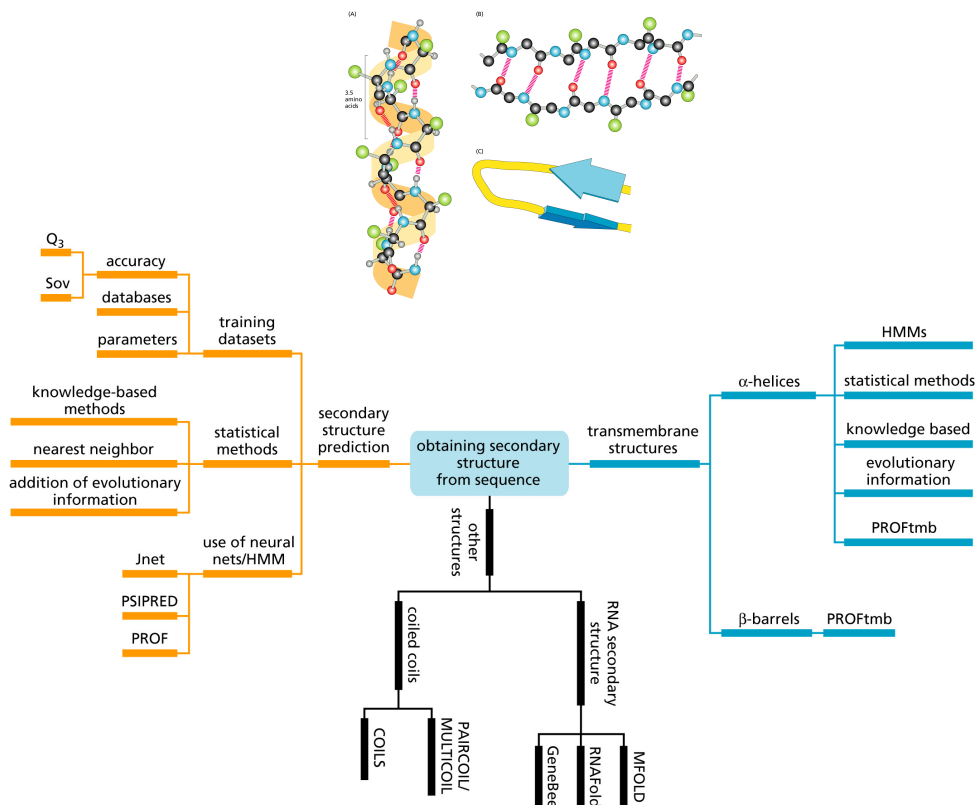 (A)
3.5
amino
acids
(B)
(C)
Q3
Sov
accuracy
databases
parameters
training
datasets
knowledge-based
methods
nearest neighbor
addition of evolutionary
information
statistical
methods
Jnet
PSIPRED
PROF
use of neural
nets/HMM
secondary
structure
prediction
obtaining secondary
structure
from sequence
transmembrane
structures
α-helices
HMMs
statistical methods
knowledge based
evolutionary
information
PROFtmb
β-barrels
PROFtmb
other
structures
coiled coils
COILS
PAIRCOIL/
MULTICOIL
RNA secondary
structure
GeneBee
RNAFold
MFOLD